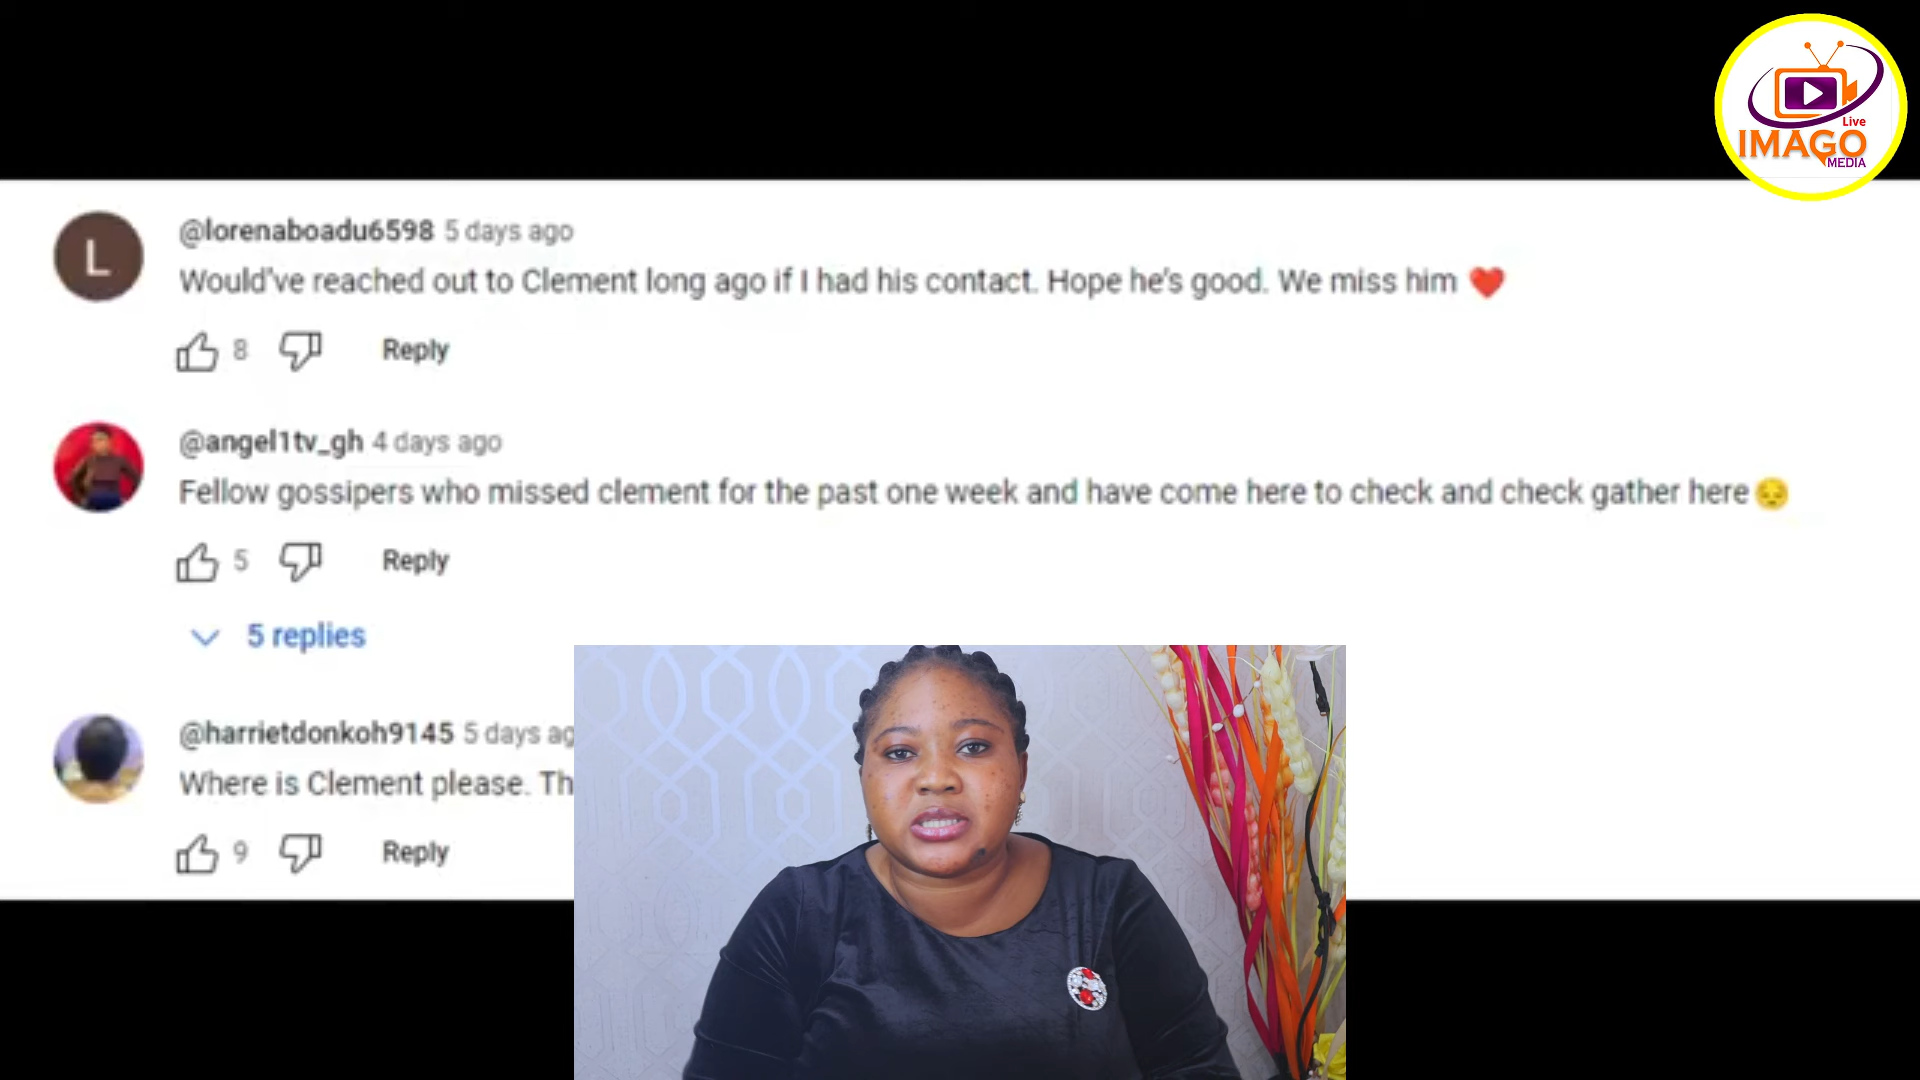 Live
IMAGO
MEDIA
L
@lorenaboadu6598 5 days ago
Would've reached out to Clement long ago if I had his contact. Hope he's good. We miss him ❤️
8 Reply
@angel1tv_gh 4 days ago
Fellow gossipers who missed clement for the past one week and have come here to check and check gather here😔
5 Reply
5 replies
@harrietdonkoh9145 5 days ag
Where is Clement please. Th
9 Reply